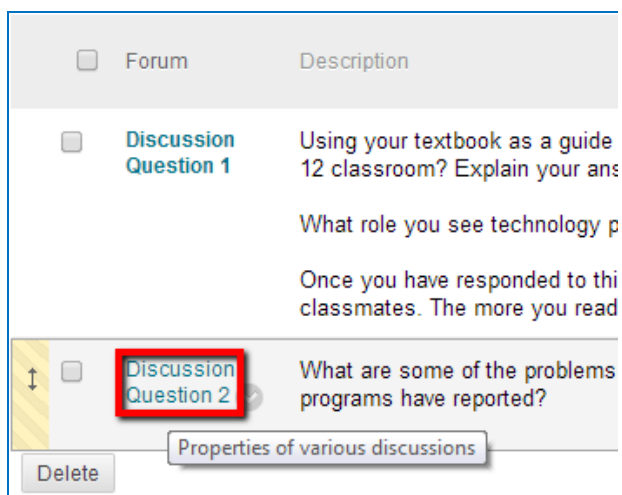 Forum Description
Discussion Question 1
Using your textbook as a guide
12 classroom? Explain your
What role you see technology
Once you have responded to
classmates. The more you read
Discussion Question 2
What are some of the problems
programs have reported?
Properties of various discussions
Delete